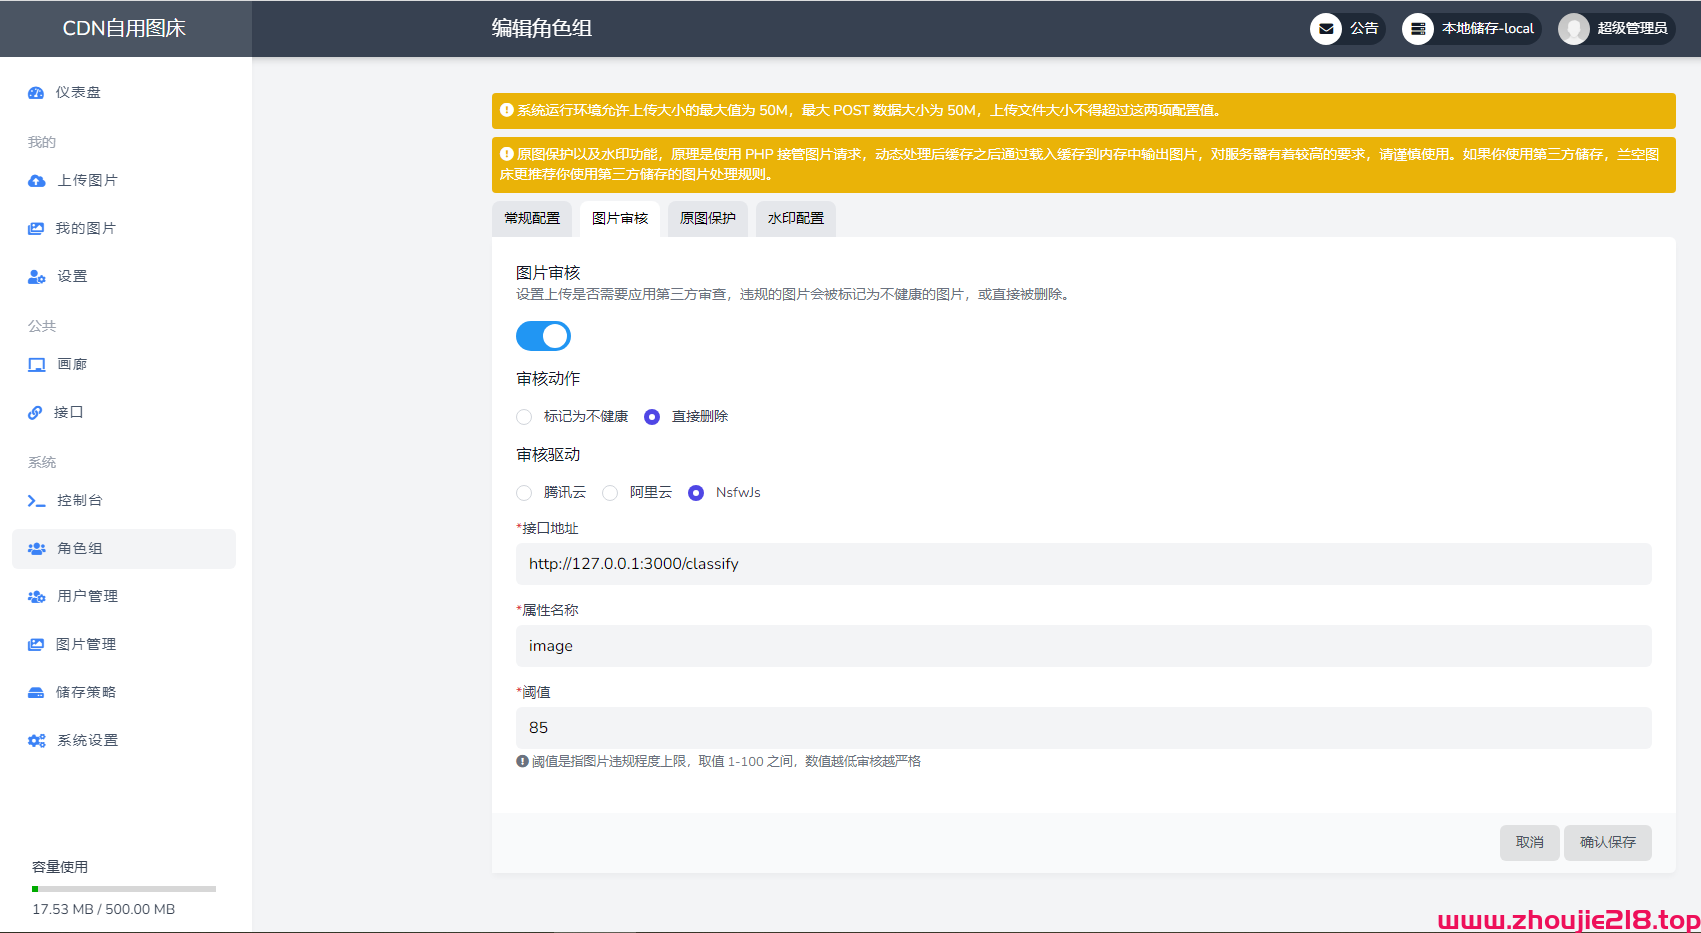 CDN自用图床
编辑角色组
公告
本地储存-local
超级管理员
仪表盘
我的
上传图片
我的图片
设置
公共
画廊
接口
系统
控制台
角色组
用户管理
图片管理
储存策略
系统设置
容量使用
17.53 MB / 500.00 MB
系统运行环境允许上传大小的最大值为 50M，最大 POST 数据大小为 50M，上传文件大小不得超过这两项配置值。
原图保护以及水印功能，原理是使用 PHP 接管图片请求，动态处理后缓存之后通过载入缓存到内存中输出图片，对服务器有着较高的要求，请谨慎使用。如果你使用第三方储存，兰空图
床更推荐你使用第三方储存的图片处理规则。
常规配置 图片审核 原图保护 水印配置
图片审核
设置上传是否需要应用第三方审查，违规的图片会被标记为不健康的图片，或直接被删除。
审核动作
标记为不健康 直接删除
审核驱动
腾讯云 阿里云 NsfwJs
*接口地址
http://127.0.0.1:3000/classify
*属性名称
image
*阈值
85
阈值是指图片违规程度上限，取值 1-100 之间，数值越低审核越严格
取消 确认保存
www.zhoujie218.top